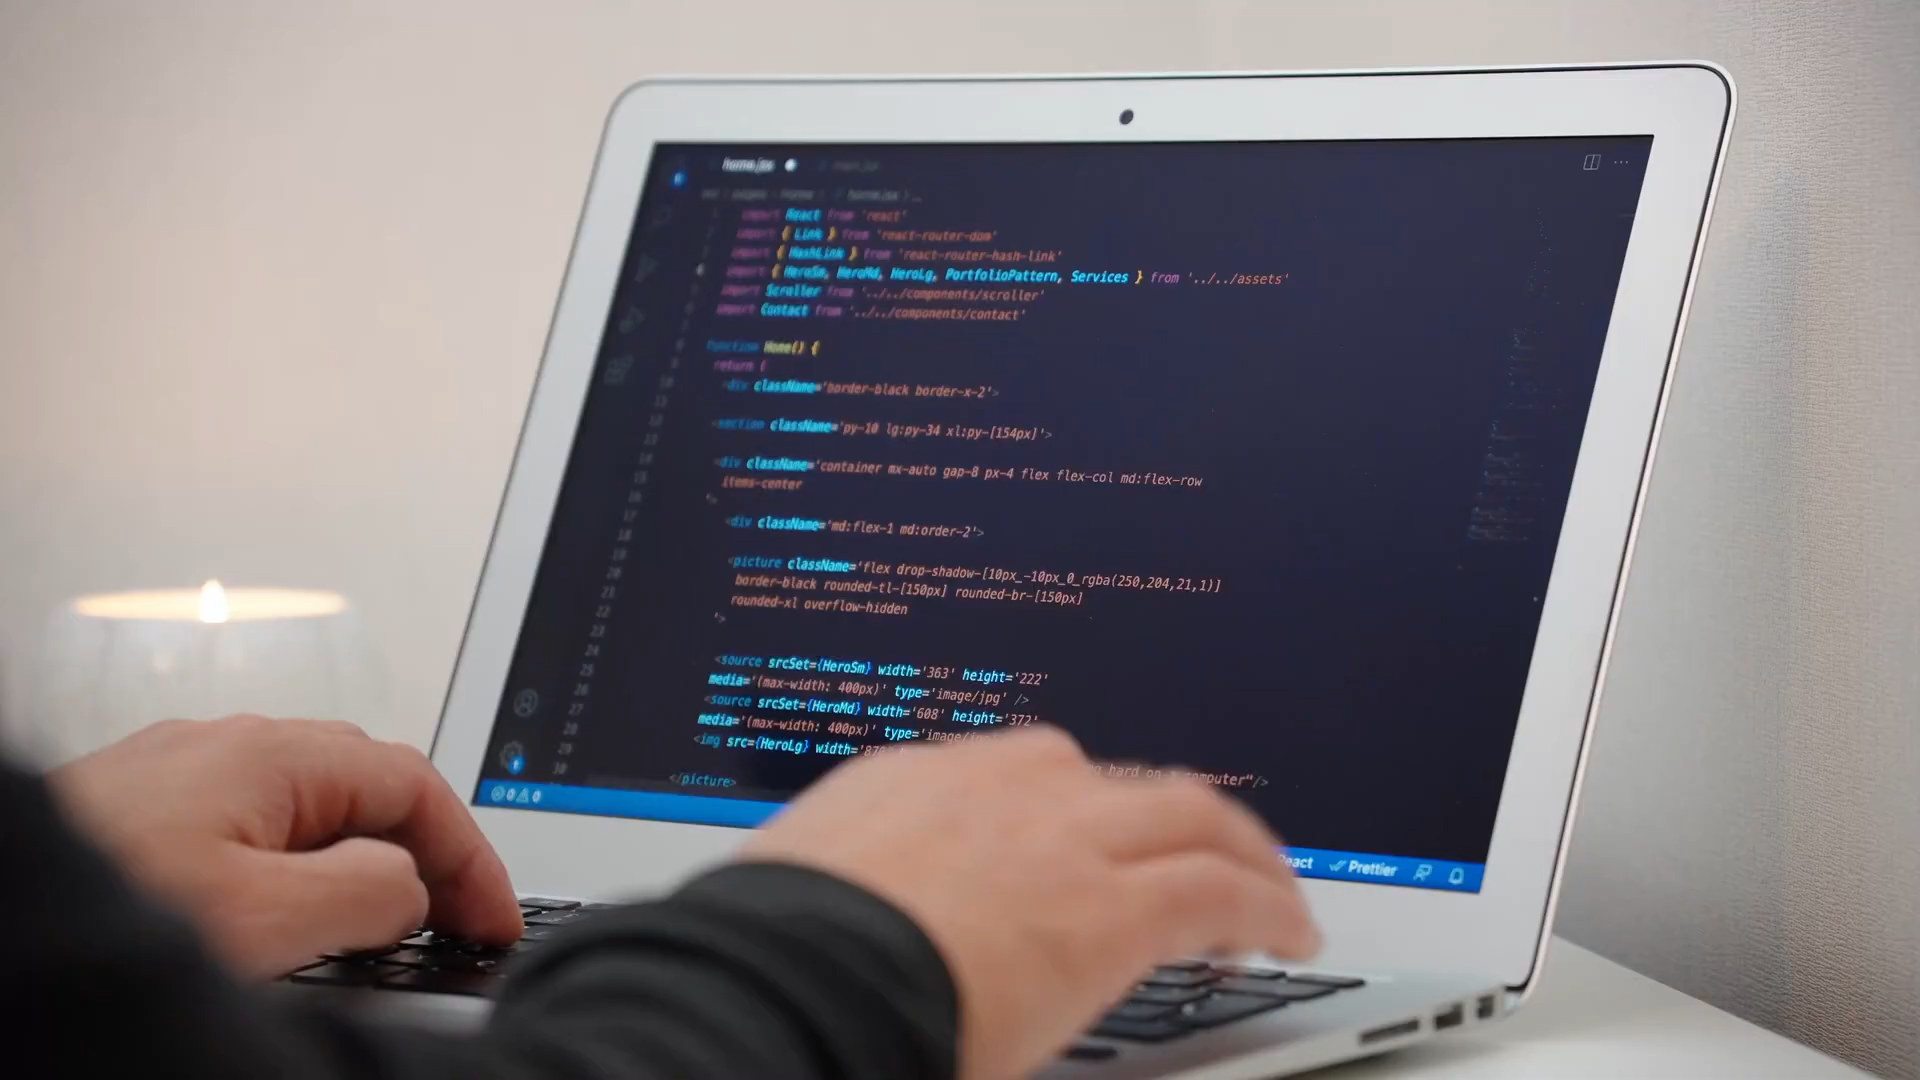 home.jsx
import React from 'react'
import { Link } from 'react-router-dom'
import { HashLink } from 'react-router-hash-link'
import { HeroSm, HeroMd, HeroLg, PortfolioPattern, Services } from '../../assets'
import Scroller from '../../components/scroller'
import Contact from '../../components/contact'
function Home() {
return (
<div className='border-black border-x-2'>
<section className='py-10 lg:py-34 xl:py-[154px]'>
<div className='container mx-auto gap-8 px-4 flex flex-col md:flex-row
items-center
'>
<div className='md:flex-1 md:order-2'>
<picture className='flex drop-shadow-[10px_-10px_0_rgba(250,204,21,1)]
border-black rounded-tl-[150px] rounded-br-[150px]
rounded-xl overflow-hidden
'>
<source srcSet={HeroSm} width='363' height='222'
media='(max-width: 400px)' type='image/jpg' />
<source srcSet={HeroMd} width='608' height='372'
media='(max-width: 400px)' type='image/
<img src={HeroLg} width=' hard on computer"/>
</picture>
0 0 React Prettier